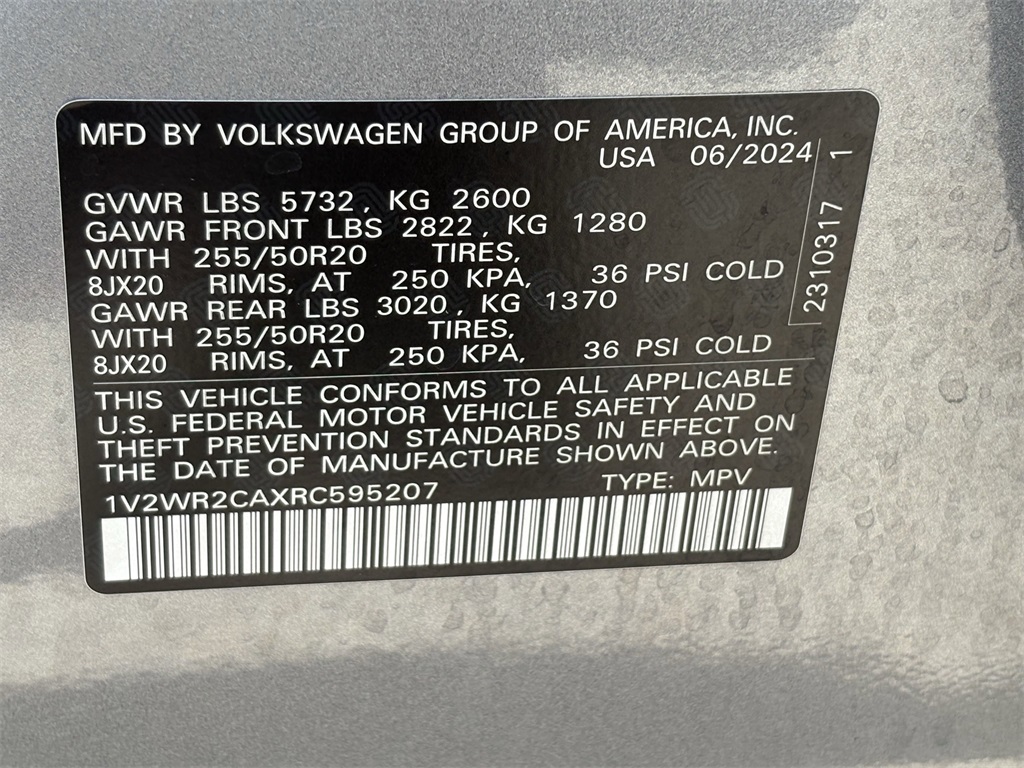 MFD BY VOLKSWAGEN GROUP OF AMERICA, INC.
USA 06/2024
GVWR LBS 5732, KG 2600
GAWR FRONT LBS 2822, KG 1280
WITH 255/50R20 TIRES,
8JX20 RIMS, AT 250 KPA, 36 PSI COLD
GAWR REAR LBS 3020, KG 1370
WITH 255/50R20 TIRES,
8JX20 RIMS, AT 250 KPA, 36 PSI COLD
2310317 1
THIS VEHICLE CONFORMS TO ALL APPLICABLE
U.S. FEDERAL MOTOR VEHICLE SAFETY AND
THEFT PREVENTION STANDARDS IN EFFECT ON
THE DATE OF MANUFACTURE SHOWN ABOVE.
1V2WR2CAXRC595207 TYPE: MPV